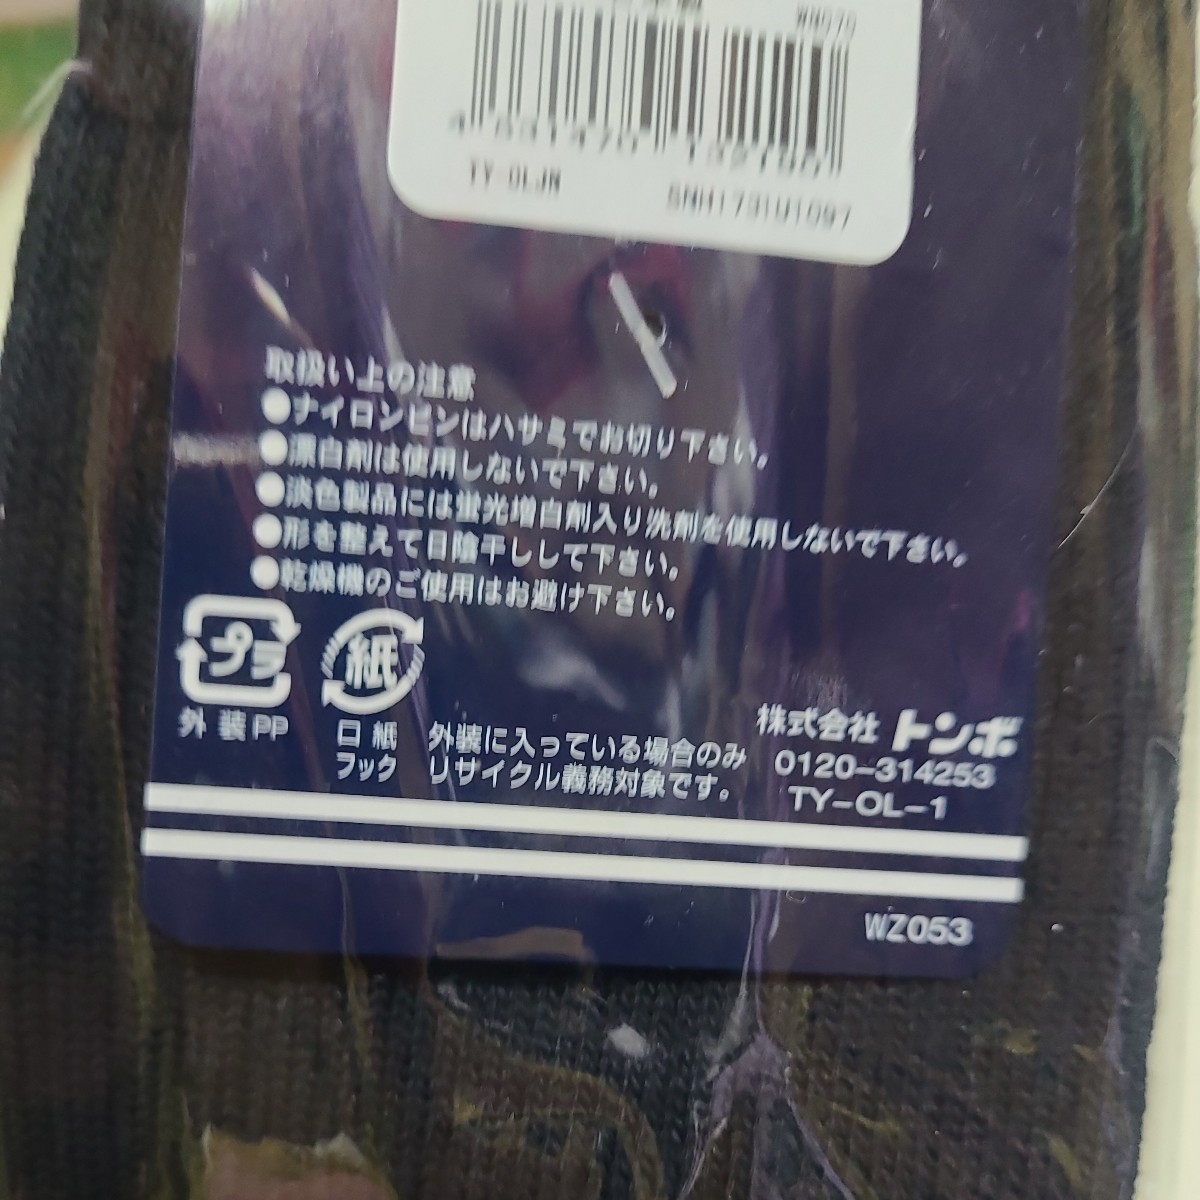 TY-OLJN
取扱い上の注意
●ナイロンピンはハサミでお切り下さい。
●漂白剤は使用しないで下さい。
●淡色製品には蛍光増白剤入り洗剤を使用しないで下さい。
●形を整えて日陰干しして下さい。
●乾燥機のご使用はお避け下さい。
プラ
紙
外装PP
口紙
フック
外装に入っている場合のみ
リサイクル義務対象です。
株式会社 トンボ
0120-314253
TY-OL-1
WZ053